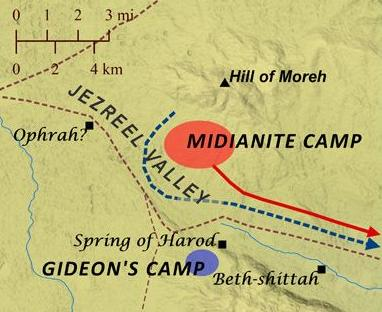 0 1 2 3 mi
0 2 4 km
Hill of Moreh
JEZREEL VALLEY
Ophrah?
MIDIANITE CAMP
Spring of Harod
GIDEON'S CAMP
Beth-shittah